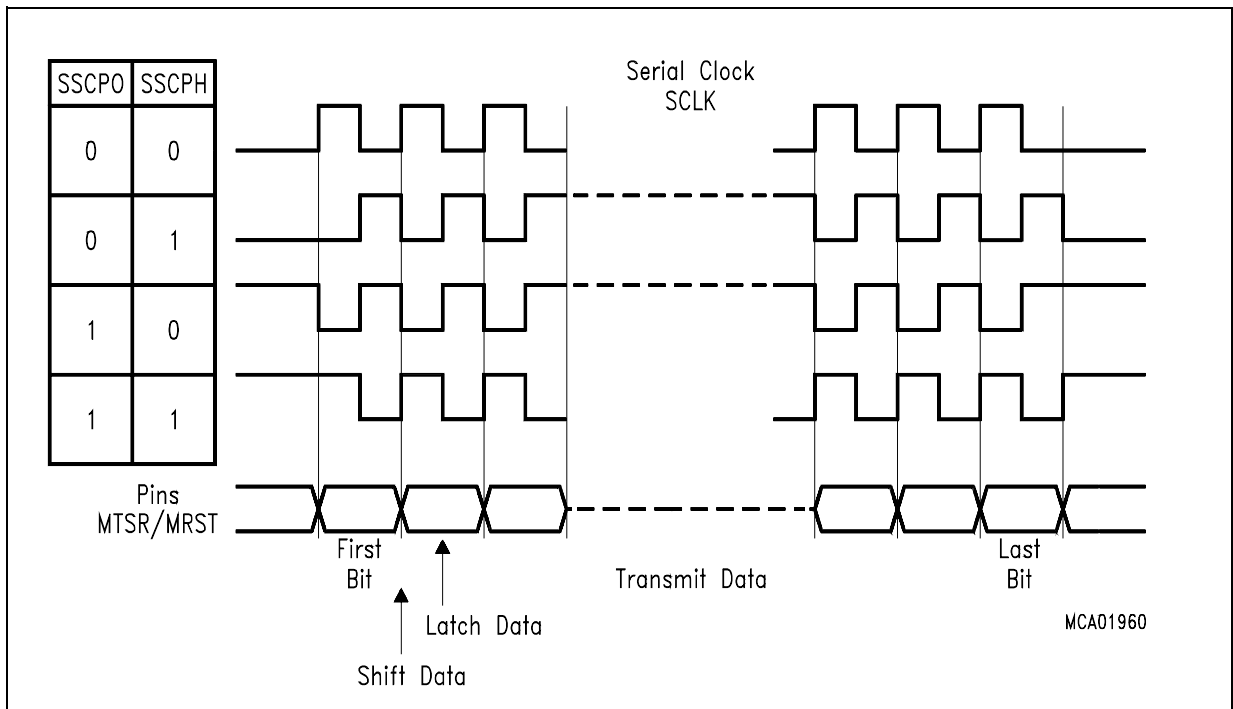 Serial Clock
SCLK
SSCPO SSCPH
0 0
0 1
1 0
1 1
Pins
MTSR/MRST
First
Bit
Last
Bit
Transmit Data
Latch Data
Shift Data
MCA01960